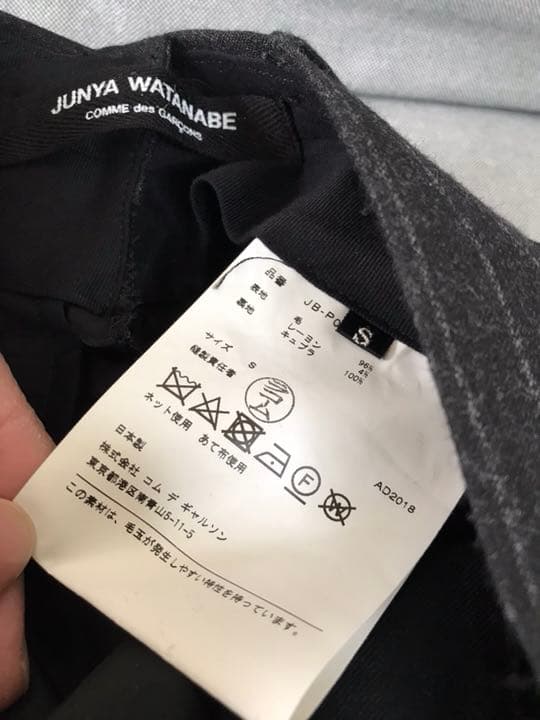 JUNYA WATANABE
COMME des GARÇONS
S
品番 JB-P0
表地 毛 96%
レーヨン 4%
裏地 キュプラ 100%
サイズ S
縫製責任者 ラコム
F
ネット使用 あて布使用
AD2018
日本製
株式会社 コム デ ギャルソン
東京都港区南青山5-11-5
この素材は、毛玉が発生しやすい特性を持っています。